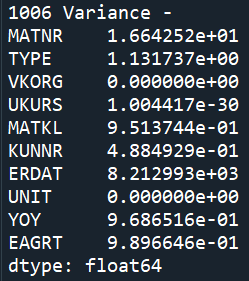 1006 Variance -
MATNR    1.664252e+01
TYPE     1.131737e+00
VKORG    0.000000e+00
UKURS    1.004417e-30
MATKL    9.513744e-01
KUNNR    4.884929e-01
ERDAT    8.212993e+03
UNIT     0.000000e+00
YOY      9.686516e-01
EAGRT    9.896646e-01
dtype: float64